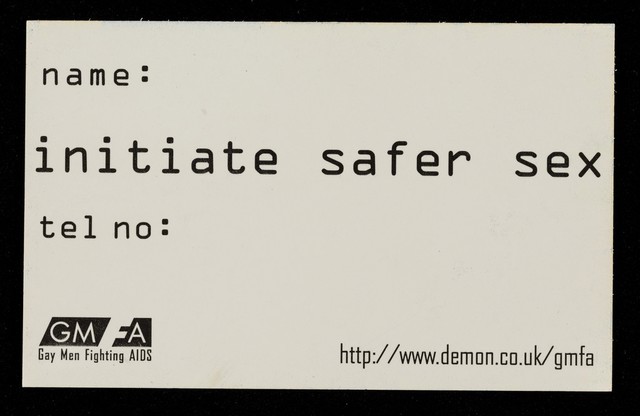 name:
initiate safer sex
tel no:
GMFA
Gay Men Fighting AIDS
http://www.demon.co.uk/gmfa